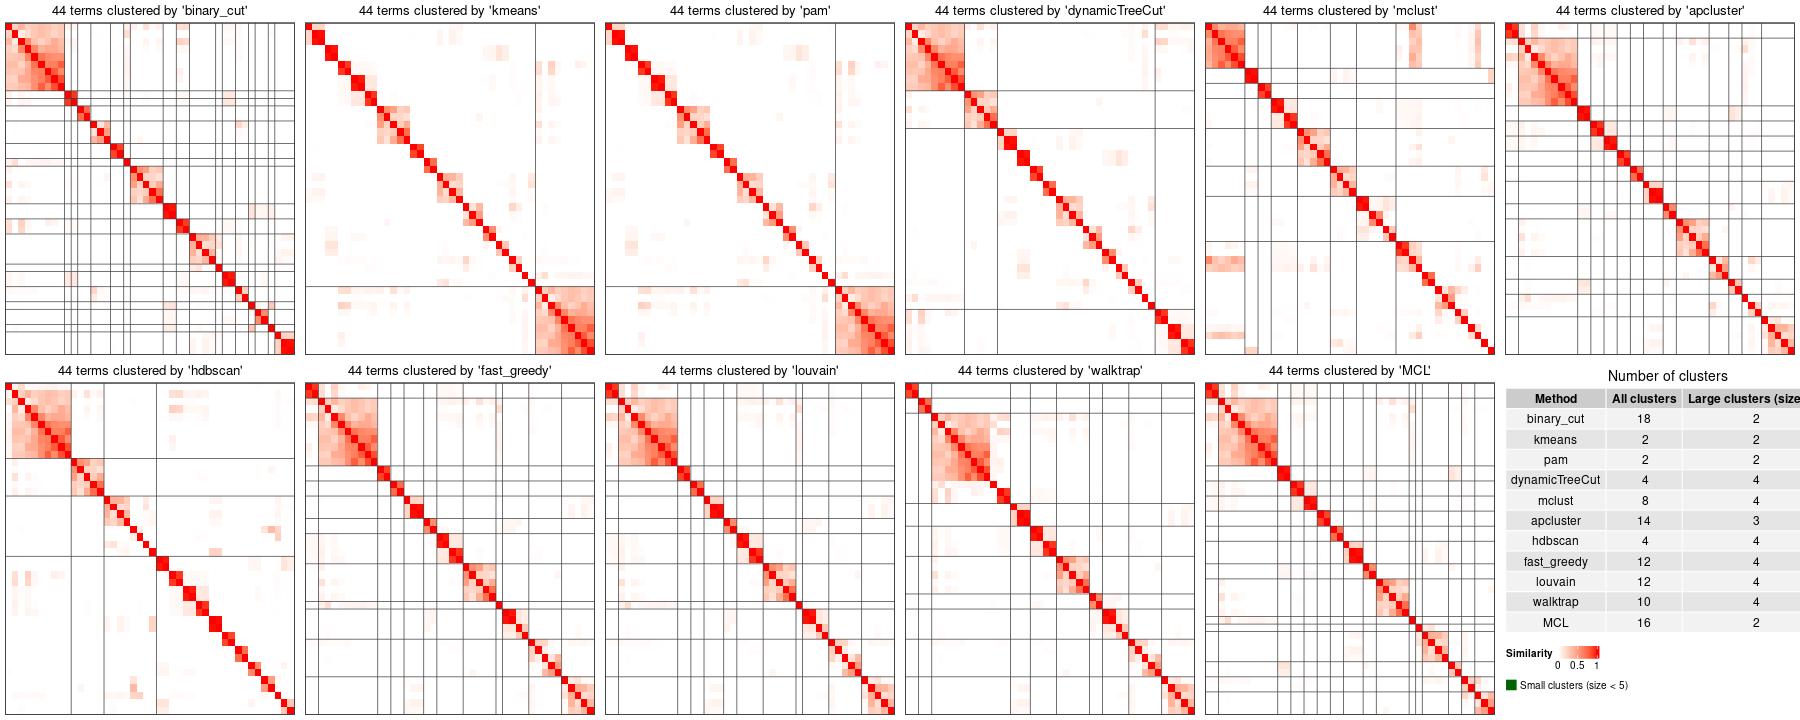 44 terms clustered by 'binary_cut'
44 terms clustered by 'kmeans'
44 terms clustered by 'pam'
44 terms clustered by 'dynamicTreeCut'
44 terms clustered by 'mclust'
44 terms clustered by 'apcluster'
44 terms clustered by 'hdbscan'
44 terms clustered by 'fast_greedy'
44 terms clustered by 'louvain'
44 terms clustered by 'walktrap'
44 terms clustered by 'MCL'
Number of clusters
Method All clusters Large clusters (size
binary_cut 18 2
kmeans 2 2
pam 2 2
dynamicTreeCut 4 4
mclust 8 4
apcluster 14 3
hdbscan 4 4
fast_greedy 12 4
louvain 12 4
walktrap 10 4
MCL 16 2
Similarity
0 0.5 1
Small clusters (size < 5)